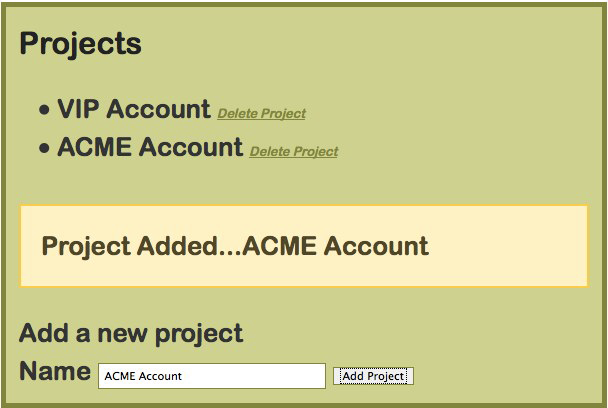 Projects
• VIP Account Delete Project
• ACME Account Delete Project
Project Added...ACME Account
Add a new project
Name ACME Account Add Project